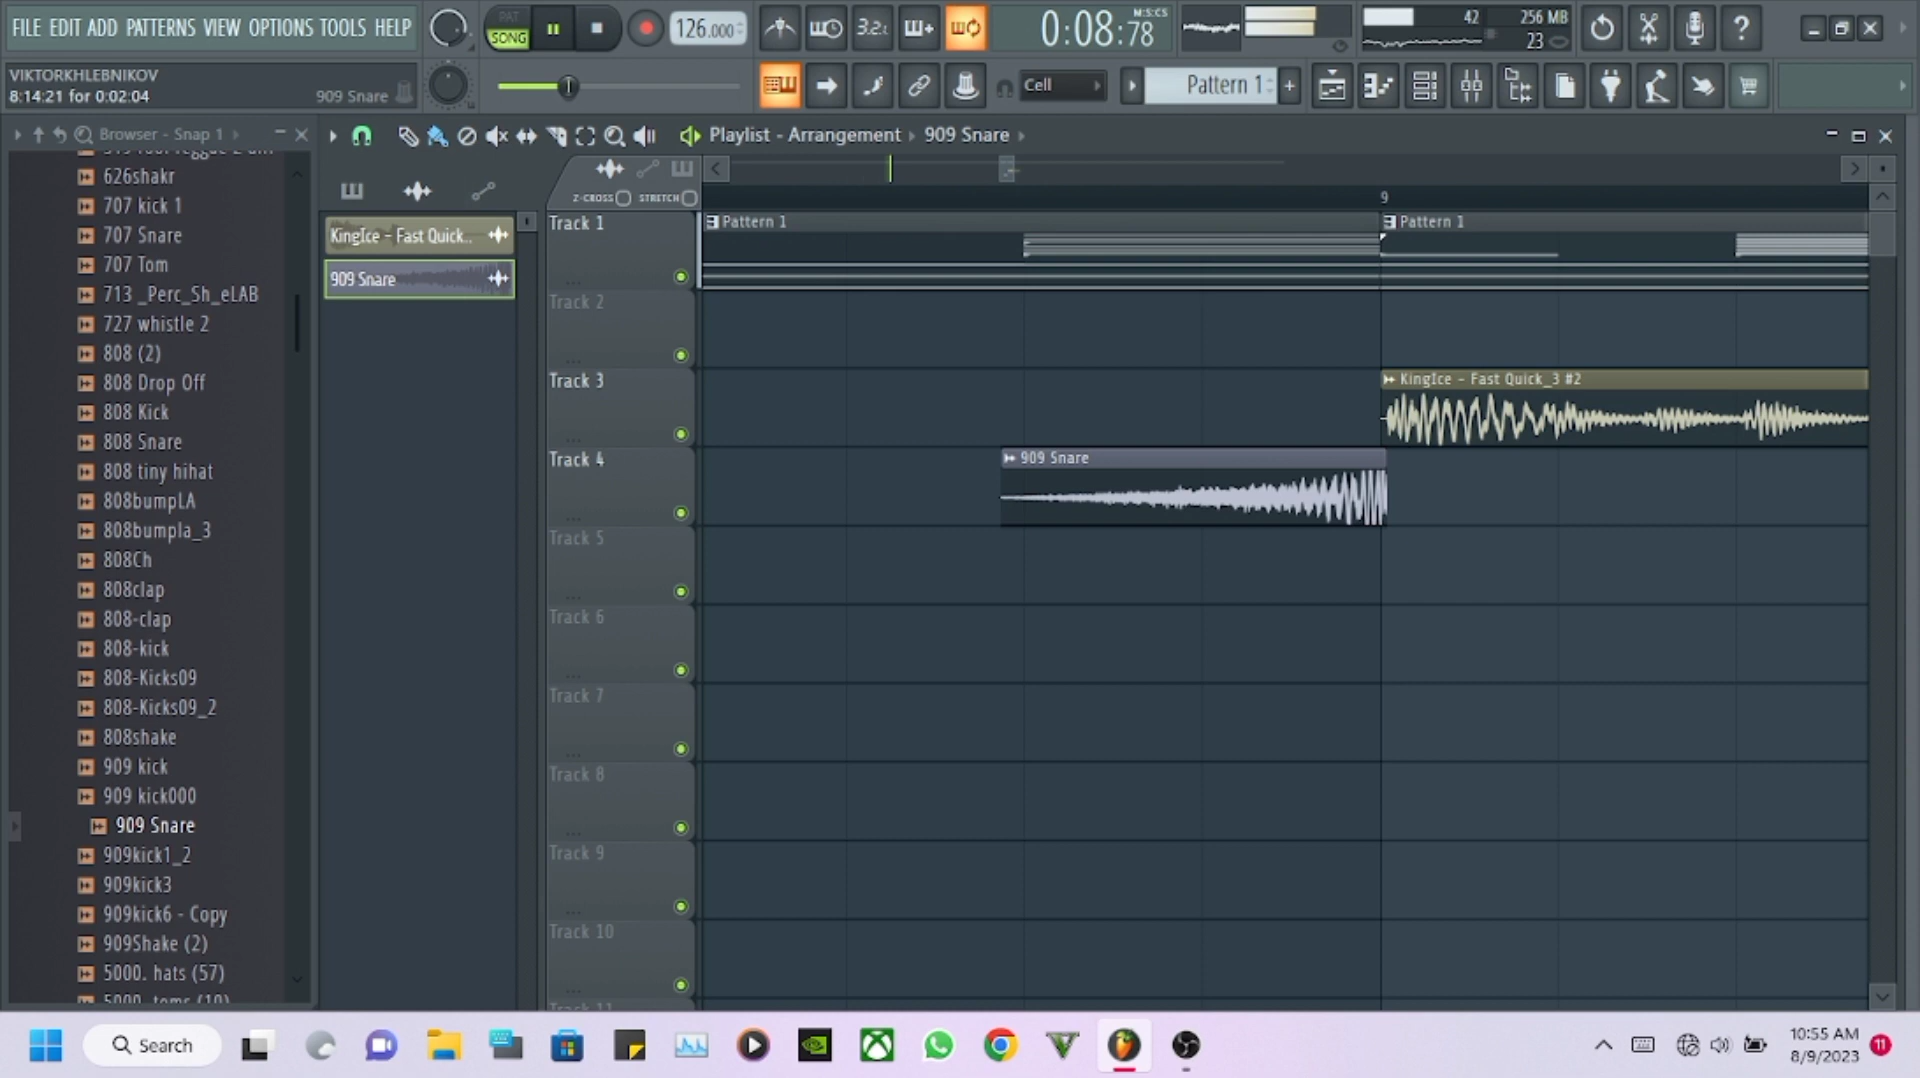 FILE EDIT ADD PATTERNS VIEW OPTIONS TOOLS HELP
PAT
SONG
126.000
3.2.
0:08:78
M:S:CS
42
256 MB
23
VIKTORKHLEBNIKOV
8:14:21 for 0:02:04
909 Snare
Cell
Pattern 1
Browser - Snap 1
Playlist - Arrangement
909 Snare
626shakr
707 kick 1
707 Snare
707 Tom
713 _Perc_Sh_eLAB
727 whistle 2
808 (2)
808 Drop Off
808 Kick
808 Snare
808 tiny hihat
808bumpLA
808bumpla_3
808Ch
808clap
808-clap
808-kick
808-Kicks09
808-Kicks09_2
808shake
909 kick
909 kick000
909 Snare
909kick1_2
909kick3
909kick6 - Copy
909Shake (2)
5000. hats (57)
5000. toms (10)
KingIce - Fast Quick..
909 Snare
Z-CROSS
STRETCH
9
Track 1
Pattern 1
Pattern 1
Track 2
Track 3
KingIce - Fast Quick_3 #2
Track 4
909 Snare
Track 5
Track 6
Track 7
Track 8
Track 9
Track 10
Track 11
Search
10:55 AM
8/9/2023
11